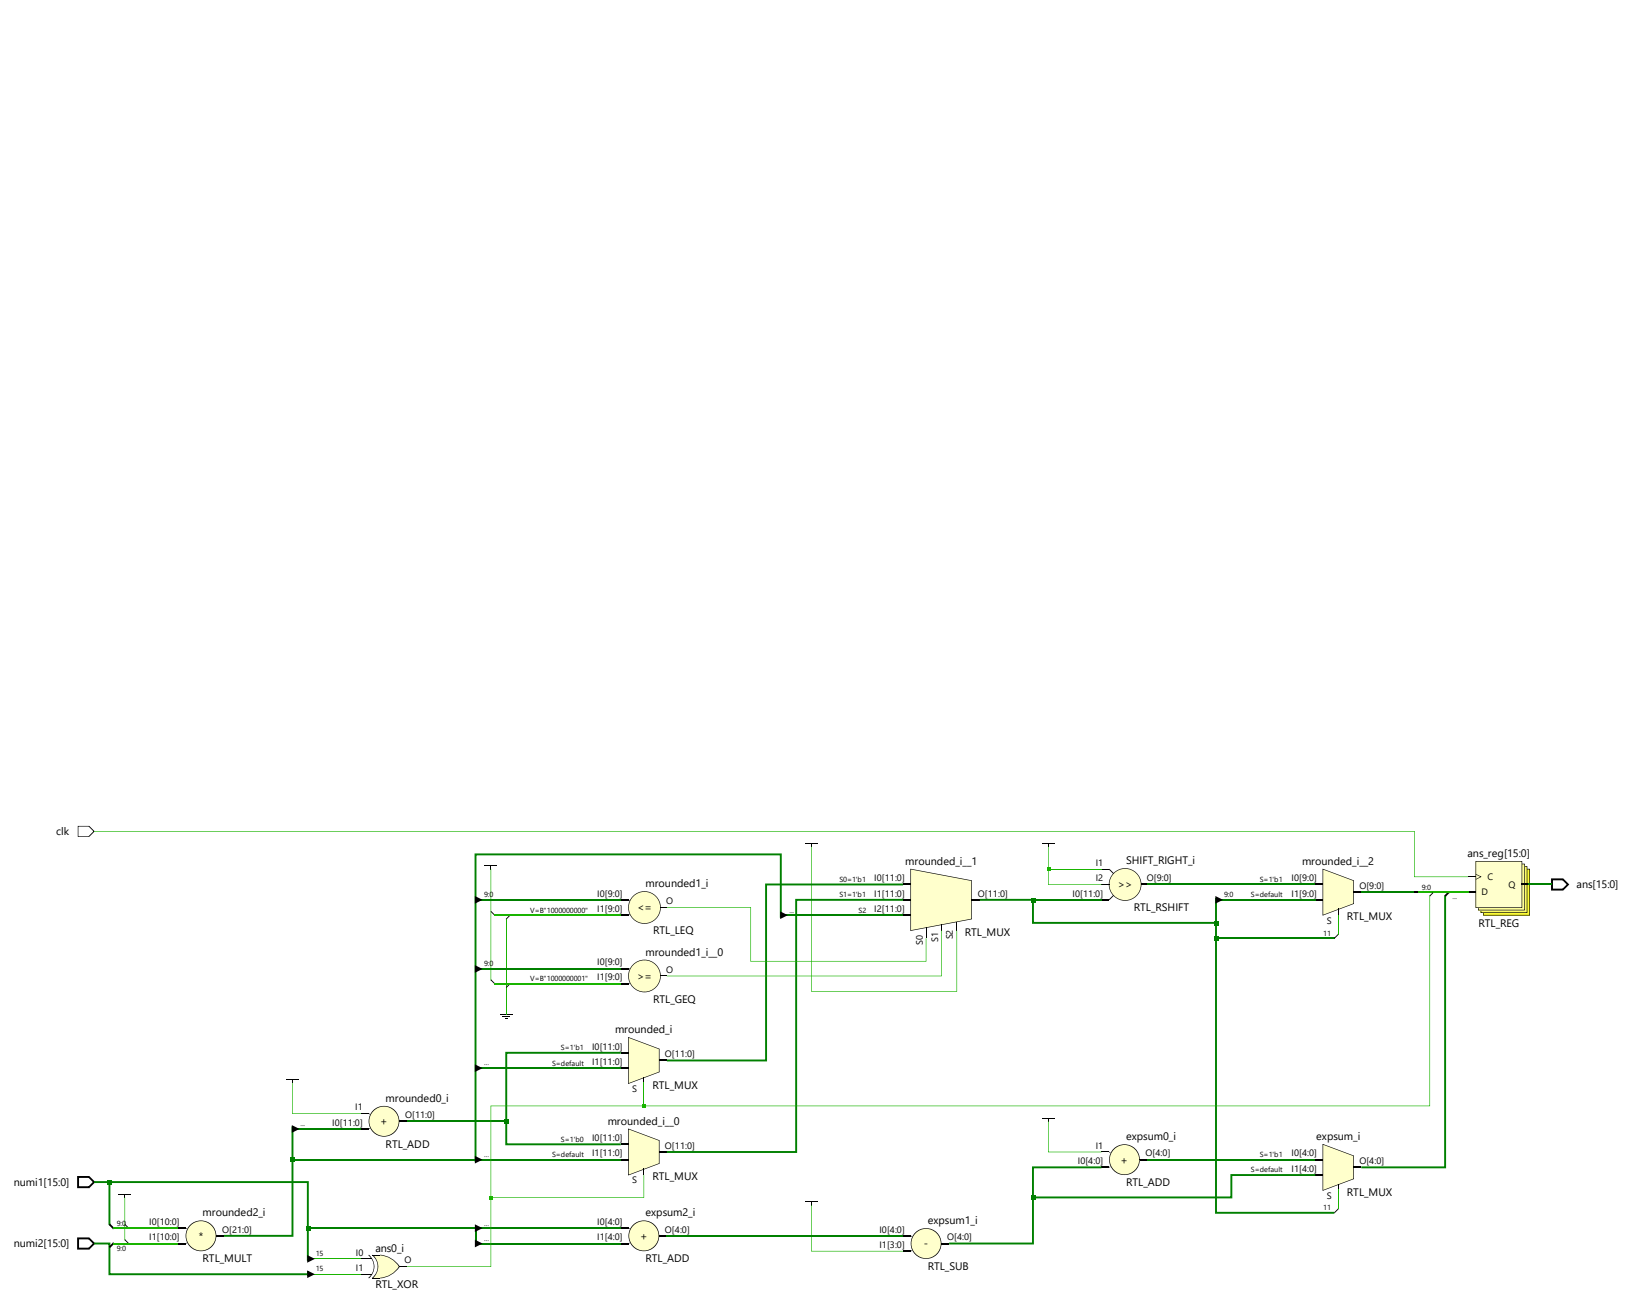 clk
mrounded_i__1
SHIFT_RIGHT_i
mrounded_i__2
ans_reg[15:0]
mrounded1_i
S0=1'b1 I0[11:0]
I1
I2
O[9:0]
S=1'b1 I0[9:0]
O[9:0]
9:0
C
D
Q
ans[15:0]
9:0 I0[9:0]
O
S1=1'b1 I1[11:0]
O[11:0]
I0[11:0]
>>
9:0 S=default I1[9:0]
<=
V=B"1000000000" I1[9:0]
S2 I2[11:0]
RTL_RSHIFT
S
RTL_MUX
RTL_REG
RTL_LEQ
S0
S1
S2
RTL_MUX
11
mrounded1_i__0
9:0 I0[9:0]
O
>=
V=B"1000000001" I1[9:0]
RTL_GEQ
mrounded_i
S=1'b1 I0[11:0]
O[11:0]
S=default I1[11:0]
S
RTL_MUX
mrounded0_i
I1
O[11:0]
I0[11:0]
+
RTL_ADD
mrounded_i__0
S=1'b0 I0[11:0]
O[11:0]
S=default I1[11:0]
S
RTL_MUX
expsum0_i
I1
O[4:0]
I0[4:0]
+
RTL_ADD
expsum_i
S=1'b1 I0[4:0]
O[4:0]
S=default I1[4:0]
S
RTL_MUX
11
numi1[15:0]
mrounded2_i
9:0 I0[10:0]
O[21:0]
*
I1[10:0]
9:0
RTL_MULT
numi2[15:0]
ans0_i
15 I0
O
15 I1
RTL_XOR
expsum2_i
I0[4:0]
O[4:0]
I1[4:0]
+
RTL_ADD
expsum1_i
I0[4:0]
O[4:0]
I1[3:0]
-
RTL_SUB